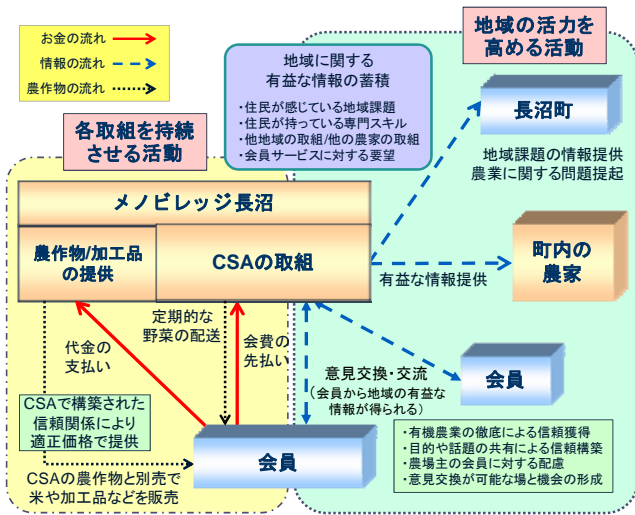 お金の流れ
情報の流れ
農作物の流れ
地域に関する
有益な情報の蓄積
・住民が感じている地域課題
・住民が持っている専門スキル
・他地域の取組/他の農家の取組
・会員サービスに対する要望
地域の活力を
高める活動
長沼町
地域課題の情報提供
農業に関する問題提起
各取組を持続
させる活動
メノビレッジ長沼
農作物/加工品
の提供
CSAの取組
町内の
農家
有益な情報提供
定期的な
野菜の配送
会費の
先払い
代金の
支払い
意見交換・交流
(会員から地域の有益な
情報が得られる)
会員
CSAで構築された
信頼関係により
適正価格で提供
会員
CSAの農作物と別売で
米や加工品などを販売
・有機農業の徹底による信頼獲得
・目的や話題の共有による信頼構築
・農場主の会員に対する配慮
・意見交換が可能な場と機会の形成